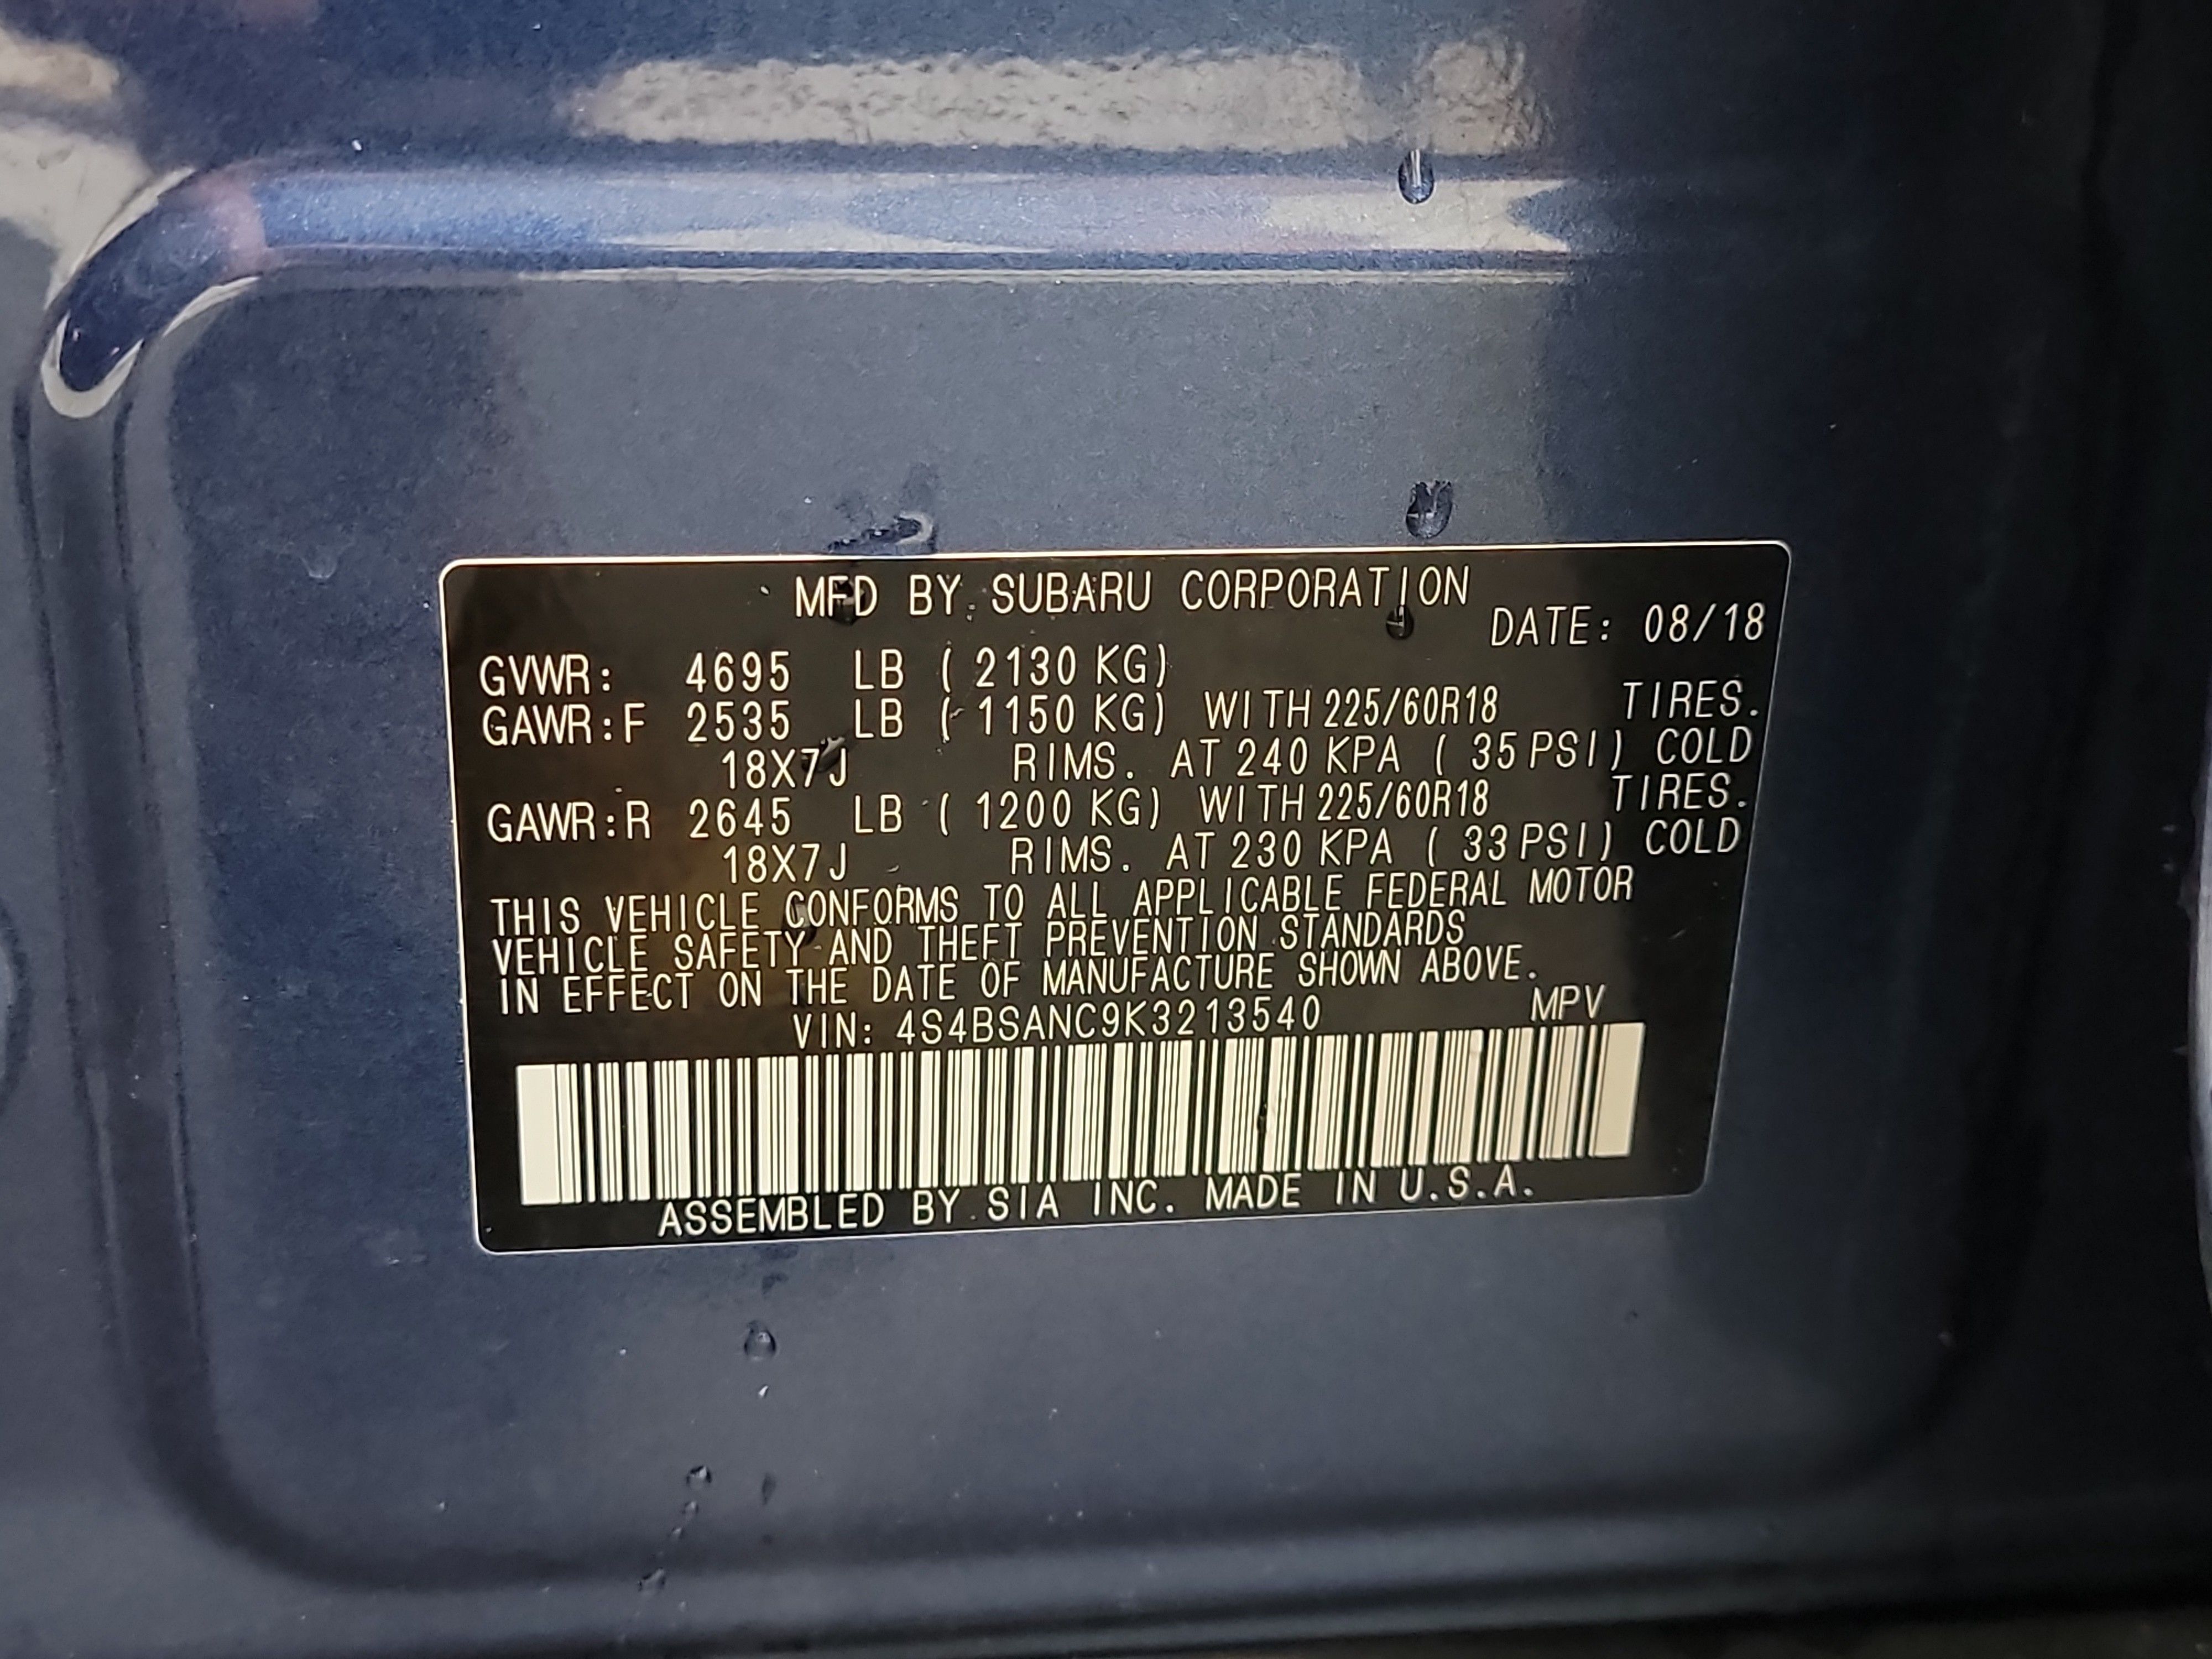 MFD BY SUBARU CORPORATION
DATE: 08/18
GVWR: 4695 LB ( 2130 KG)
GAWR:F 2535 LB ( 1150 KG) WITH 225/60R18 TIRES.
18X7J RIMS. AT 240 KPA ( 35 PSI) COLD
GAWR:R 2645 LB ( 1200 KG) WITH 225/60R18 TIRES.
18X7J RIMS. AT 230 KPA ( 33 PSI) COLD
THIS VEHICLE CONFORMS TO ALL APPLICABLE FEDERAL MOTOR
VEHICLE SAFETY AND THEFT PREVENTION STANDARDS
IN EFFECT ON THE DATE OF MANUFACTURE SHOWN ABOVE.
VIN: 4S4BSANC9K3213540 MPV
ASSEMBLED BY SIA INC. MADE IN U.S.A.